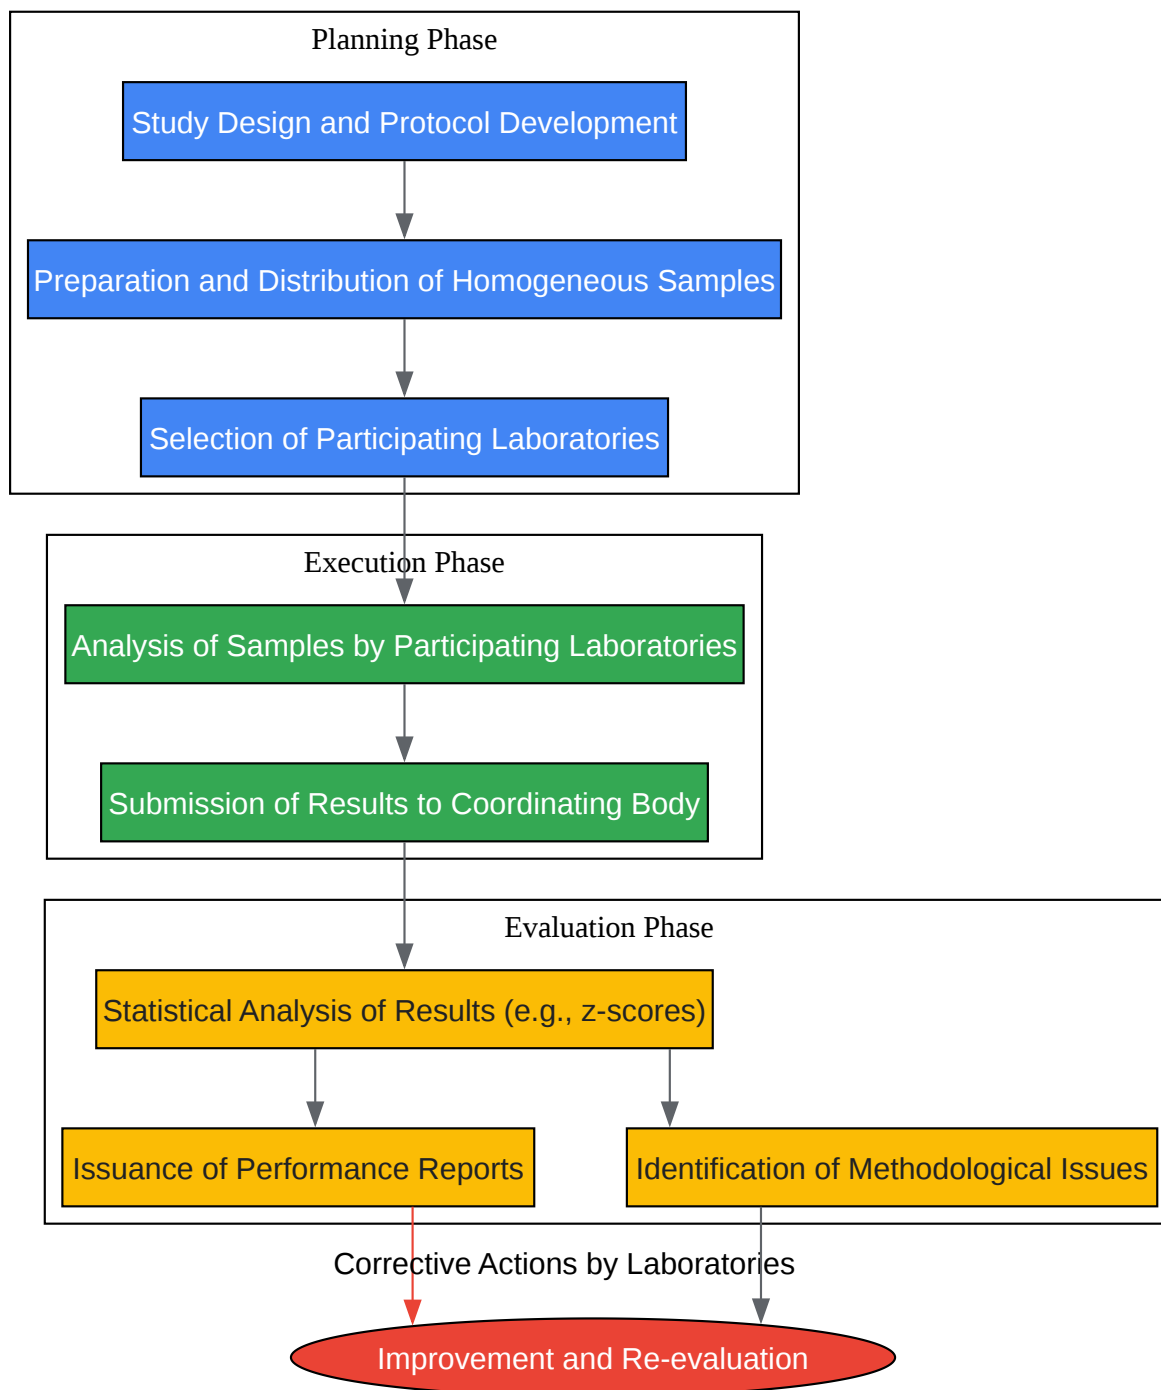 Planning Phase
Study Design and Protocol Development
Preparation and Distribution of Homogeneous Samples
Selection of Participating Laboratories
Execution Phase
Analysis of Samples by Participating Laboratories
Submission of Results to Coordinating Body
Evaluation Phase
Statistical Analysis of Results (e.g., z-scores)
Issuance of Performance Reports
Identification of Methodological Issues
Corrective Actions by Laboratories
Improvement and Re-evaluation